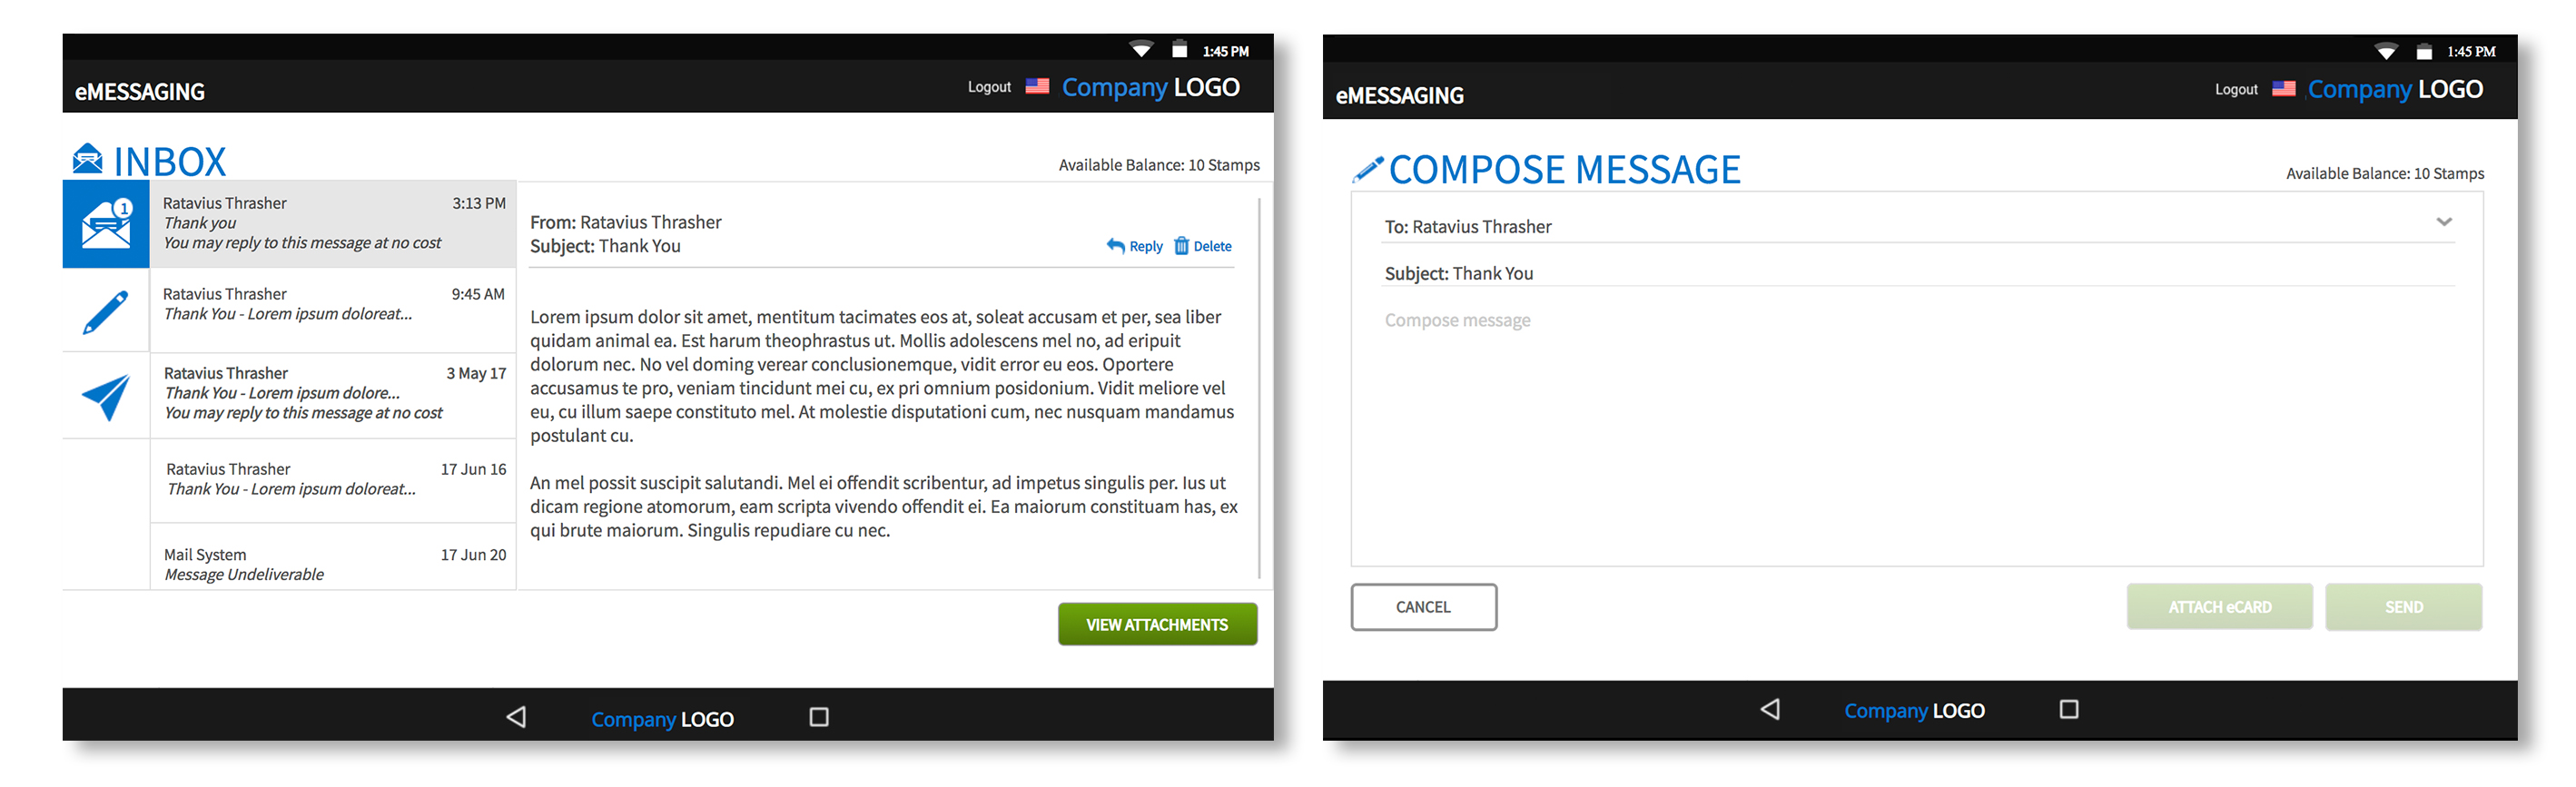 1:45 PM
eMESSAGING
Logout Company LOGO
INBOX
Available Balance: 10 Stamps
1
Ratavius Thrasher 3:13 PM
Thank you
You may reply to this message at no cost
Ratavius Thrasher 9:45 AM
Thank You - Lorem ipsum doloreat...
Ratavius Thrasher 3 May 17
Thank You - Lorem ipsum dolore...
You may reply to this message at no cost
Ratavius Thrasher 17 Jun 16
Thank You - Lorem ipsum doloreat...
Mail System 17 Jun 20
Message Undeliverable
From: Ratavius Thrasher
Subject: Thank You
Reply Delete
Lorem ipsum dolor sit amet, mentitum tacimates eos at, soleat accusam et per, sea liber
quidam animal ea. Est harum theophrastus ut. Mollis adolescens mel no, ad eripuit
dolorum nec. No vel doming verear conclusionemque, vidit error eu eos. Oportere
accusamus te pro, veniam tincidunt mei cu, ex pri omnium posidonium. Vidit meliore vel
eu, cu illum saepe constituto mel. At molestie disputationi cum, nec nusquam mandamus
postulant cu.
An mel possit suscipit salutandi. Mel ei offendit scribentur, ad impetus singulis per. Ius ut
dicam regione atomorum, eam scripta vivendo offendit ei. Ea maiorum constituam has, ex
qui brute maiorum. Singulis repudiare cu nec.
VIEW ATTACHMENTS
Company LOGO
1:45 PM
eMESSAGING
Logout Company LOGO
COMPOSE MESSAGE
Available Balance: 10 Stamps
To: Ratavius Thrasher
Subject: Thank You
Compose message
CANCEL
ATTACH eCARD
SEND
Company LOGO